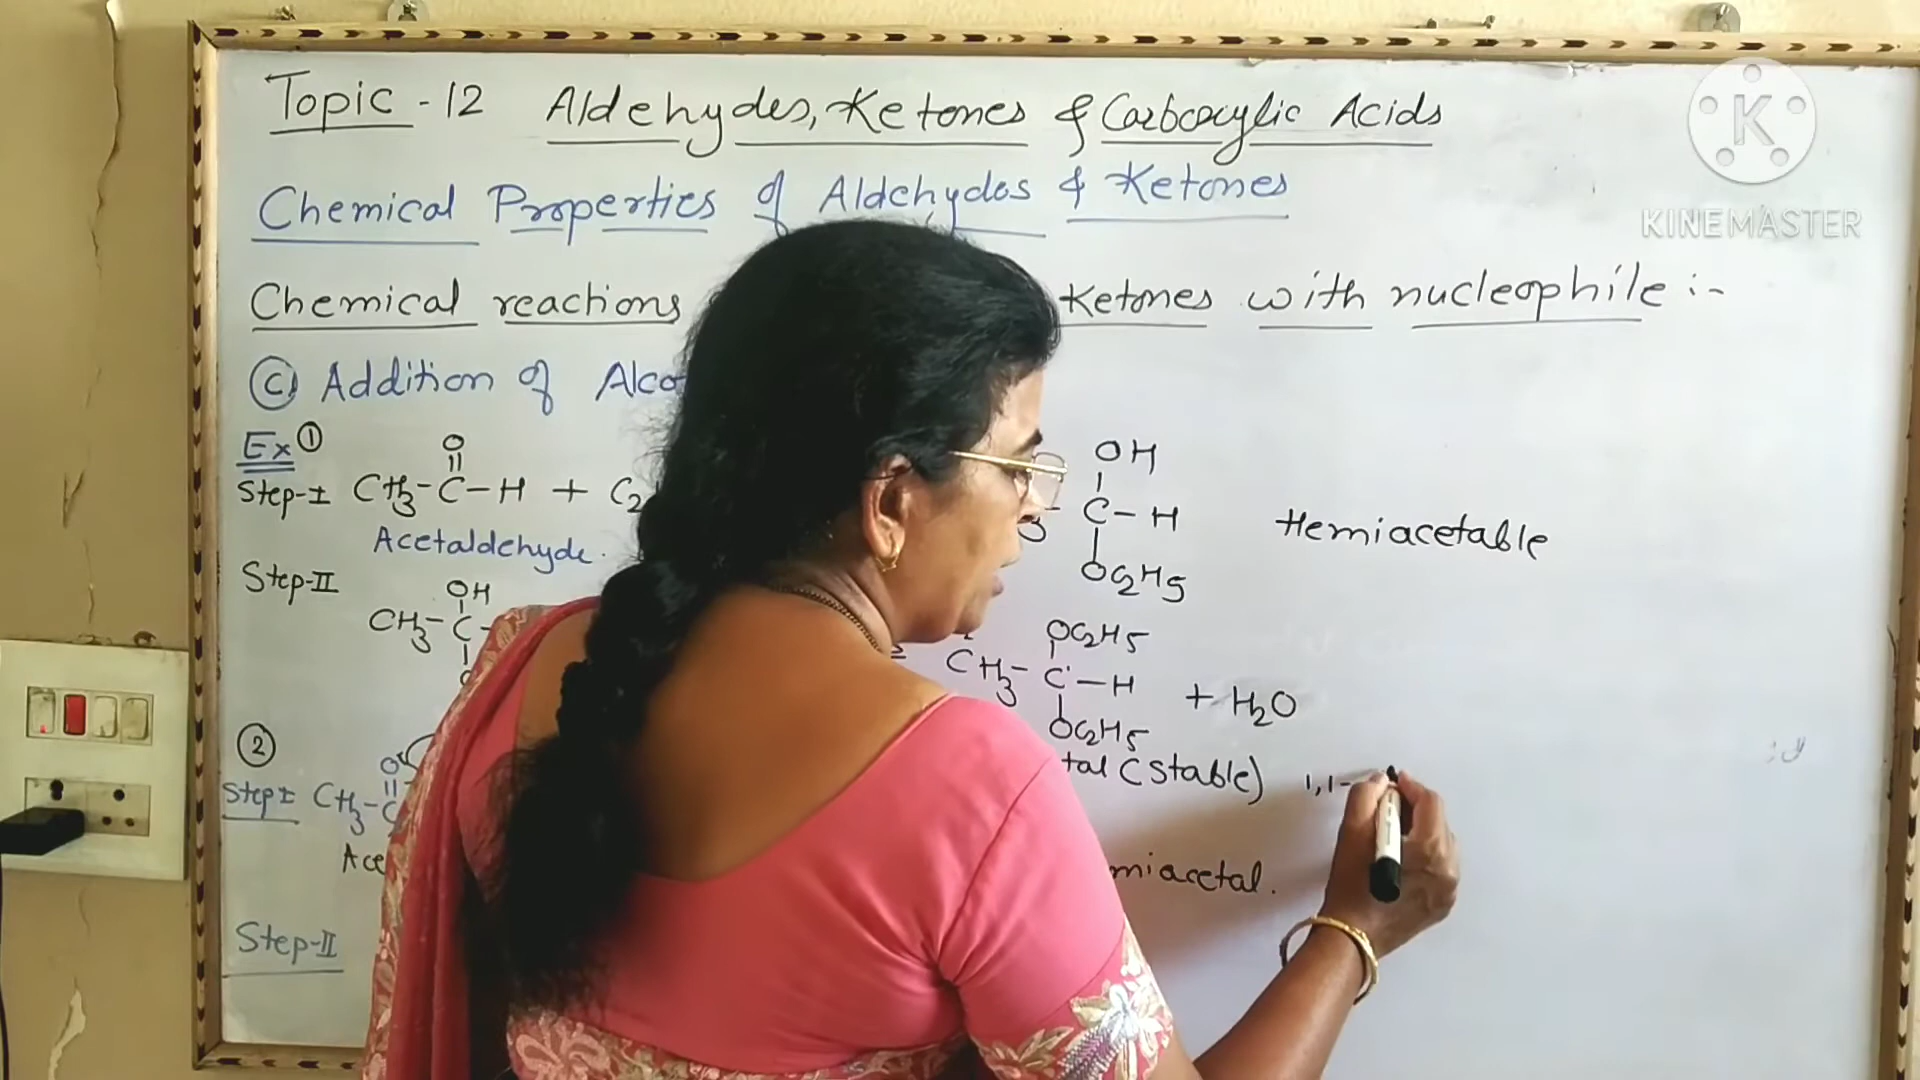 Topic - 12 Aldehydes, Ketones & Carboxylic Acids
Chemical Properties of Aldehydes & Ketones
Chemical reactions Ketones with nucleophile :-
(C) Addition of
Ex (1)
OH
O
Step-I CH3-C-H + C2
C-H
Hemiacetable
Acetaldehyde.
OC2H5
Step-II
OH
CH3-C-
OC2H5
CH3-C-H + H2O
OC2H5
(2)
O
tal (stable) 1,1-
Step I CH3-C
miacetal.
Step-II
K
KINEMASTER